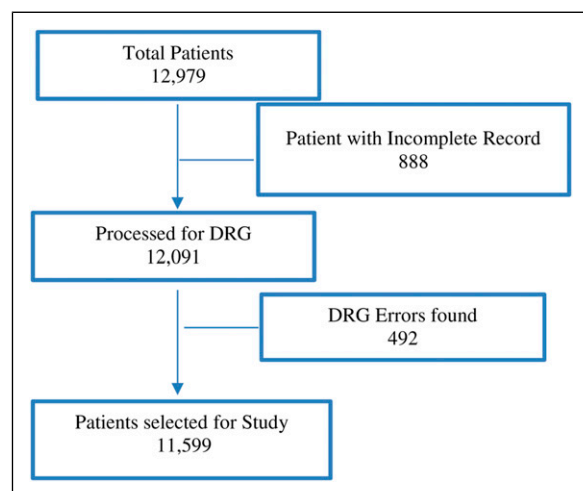 Total Patients
12,979
Patient with Incomplete Record
888
Processed for DRG
12,091
DRG Errors found
492
Patients selected for Study
11,599